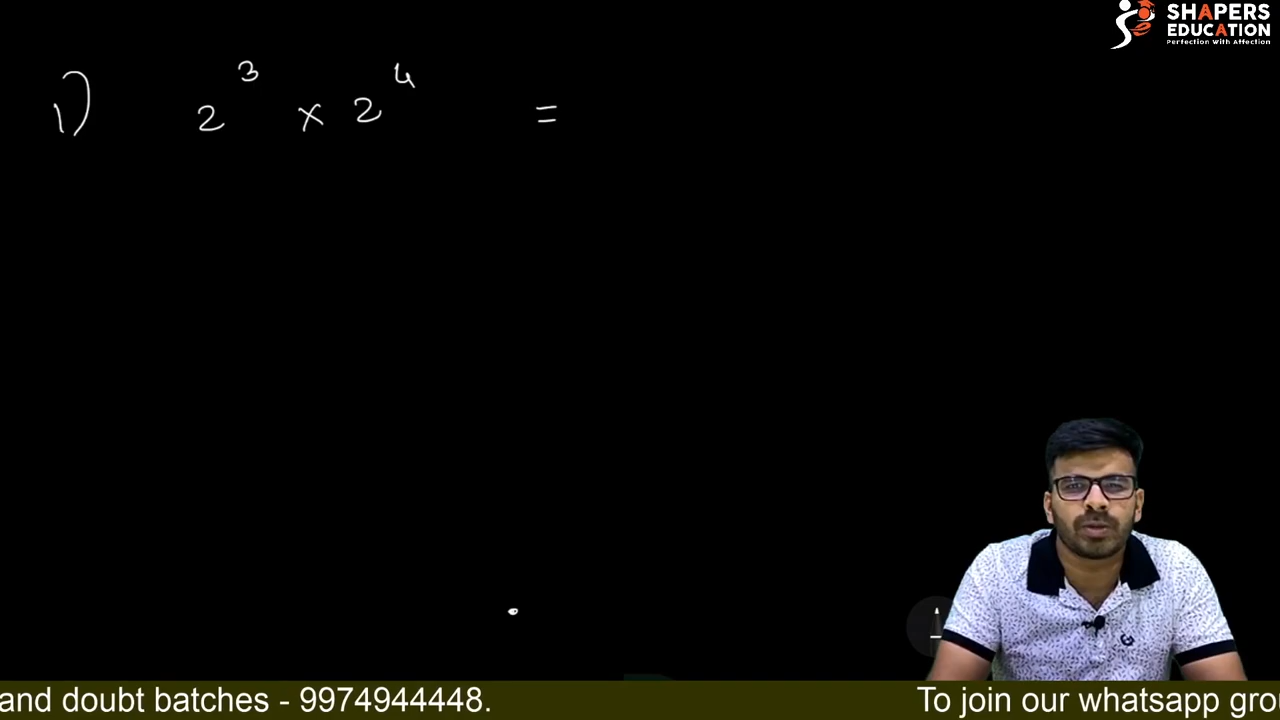 SHAPERS
EDUCATION
Perfection With Affection
1) 2³ × 2⁴ =
and doubt batches - 9974944448. To join our whatsapp gro